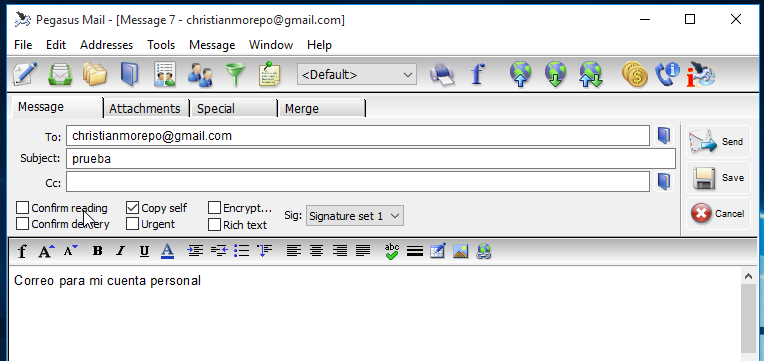 Pegasus Mail - [Message 7 - christianmorepo@gmail.com]
File Edit Addresses Tools Message Window Help
<Default>
Message Attachments Special Merge
To: christianmorepo@gmail.com
Send
Subject: prueba
Cc:
Save
Confirm reading Copy self Encrypt... Sig: Signature set 1
Cancel
Confirm delivery Urgent Rich text
f A A B I U A abc
Correo para mi cuenta personal